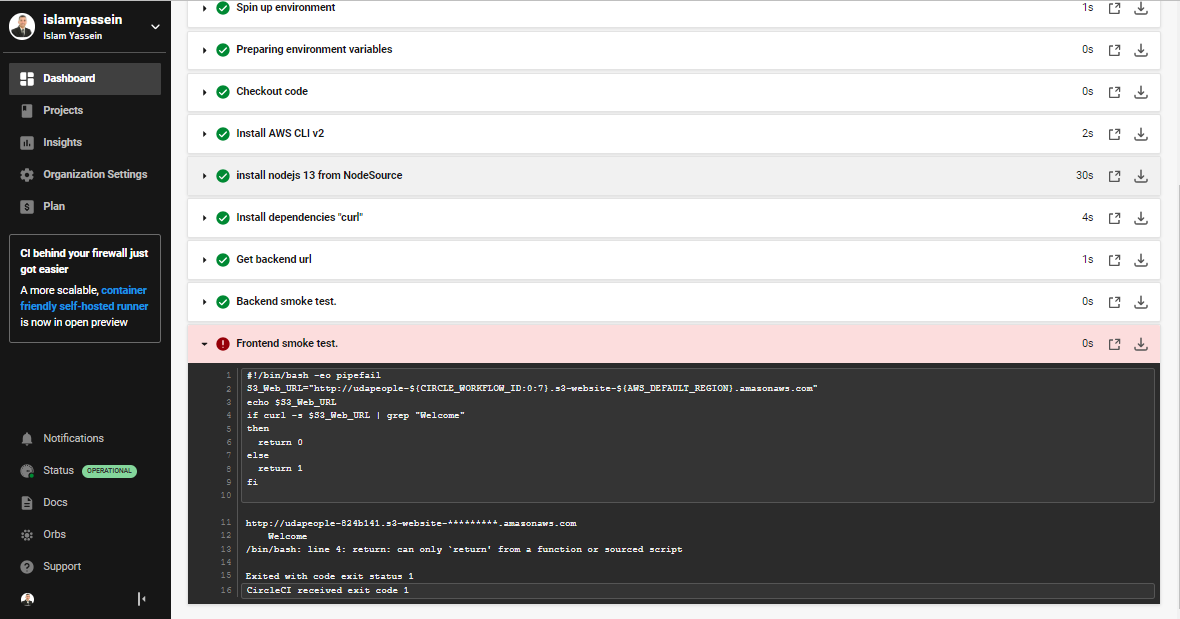 islamyassein
Islam Yassein
Dashboard
Projects
Insights
Organization Settings
Plan
CI behind your firewall just
got easier
A more scalable, container
friendly self-hosted runner
is now in open preview
Notifications
Status OPERATIONAL
Docs
Orbs
Support
Spin up environment 1s
Preparing environment variables 0s
Checkout code 0s
Install AWS CLI v2 2s
install nodejs 13 from NodeSource 30s
Install dependencies "curl" 4s
Get backend url 1s
Backend smoke test. 0s
Frontend smoke test. 0s
1 #!/bin/bash -eo pipefail
2 S3_Web_URL="http://udapeople-${CIRCLE_WORKFLOW_ID:0:7}.s3-website-${AWS_DEFAULT_REGION}.amazonaws.com"
3 echo $S3_Web_URL
4 if curl -s $S3_Web_URL | grep "Welcome"
5 then
6 return 0
7 else
8 return 1
9 fi
10
11 http://udapeople-824b141.s3-website-*********.amazonaws.com
12 Welcome
13 /bin/bash: line 4: return: can only `return' from a function or sourced script
14
15 Exited with code exit status 1
16 CircleCI received exit code 1